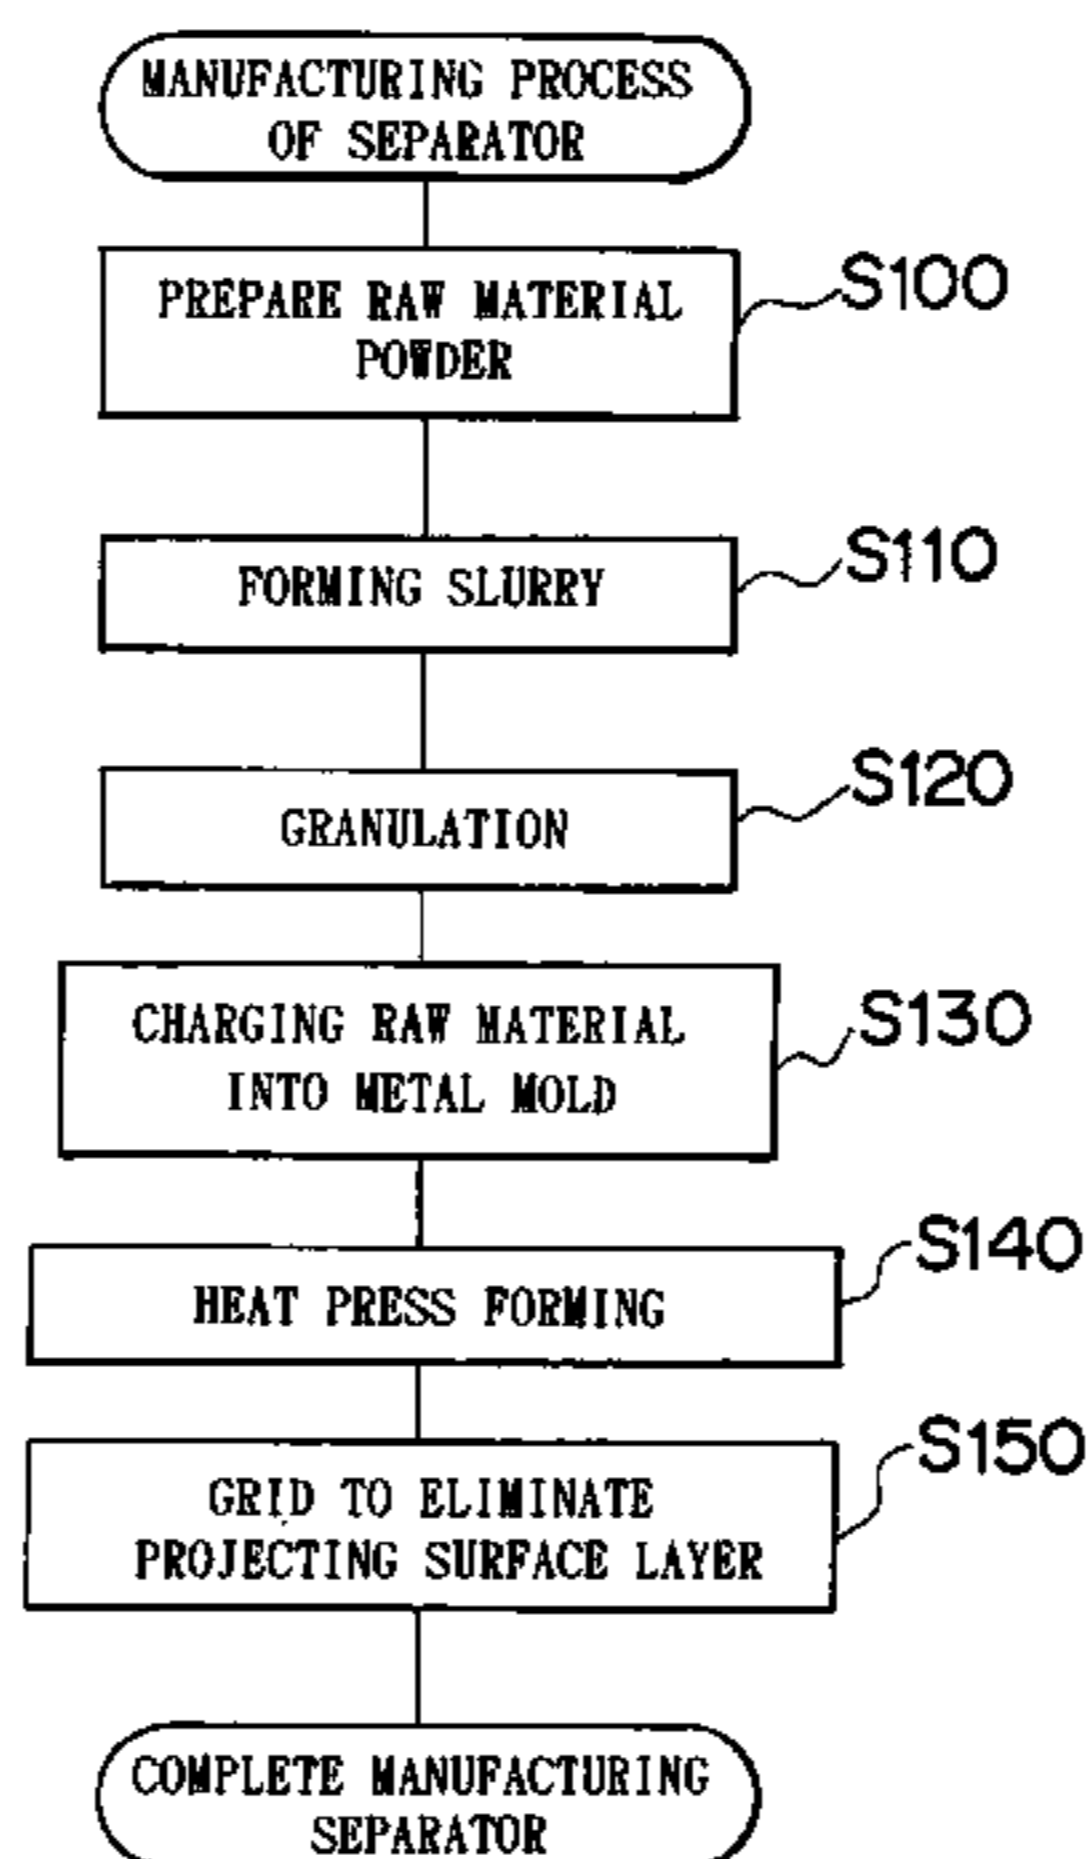 MANUFACTURING PROCESS
OF SEPARATOR
PREPARE RAW MATERIAL
POWDER
S100
FORMING SLURRY
S110
GRANULATION
S120
CHARGING RAW MATERIAL
INTO METAL MOLD
S130
HEAT PRESS FORMING
S140
GRID TO ELIMINATE
PROJECTING SURFACE LAYER
S150
COMPLETE MANUFACTURING
SEPARATOR